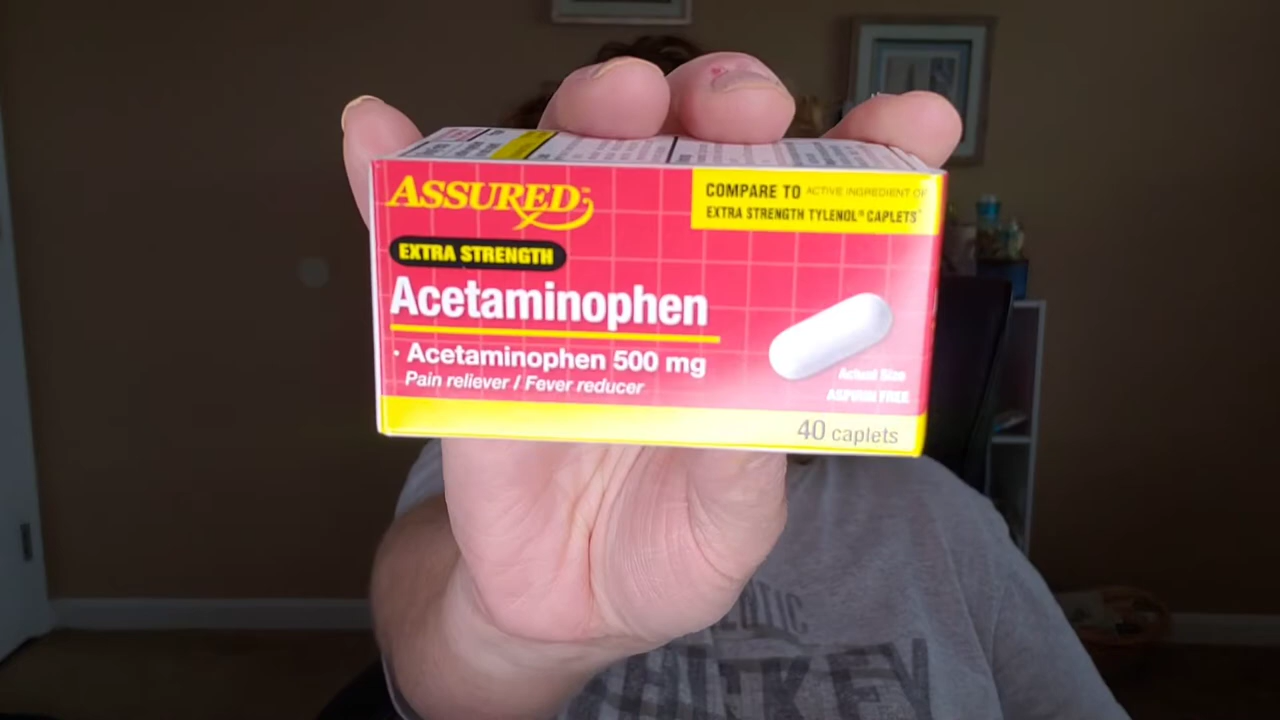 ASSURED™
COMPARE TO ACTIVE INGREDIENT OF
EXTRA STRENGTH TYLENOL® CAPLETS*
EXTRA STRENGTH
Acetaminophen
· Acetaminophen 500 mg
Pain reliever / Fever reducer
Actual Size
ASPIRIN FREE
40 caplets